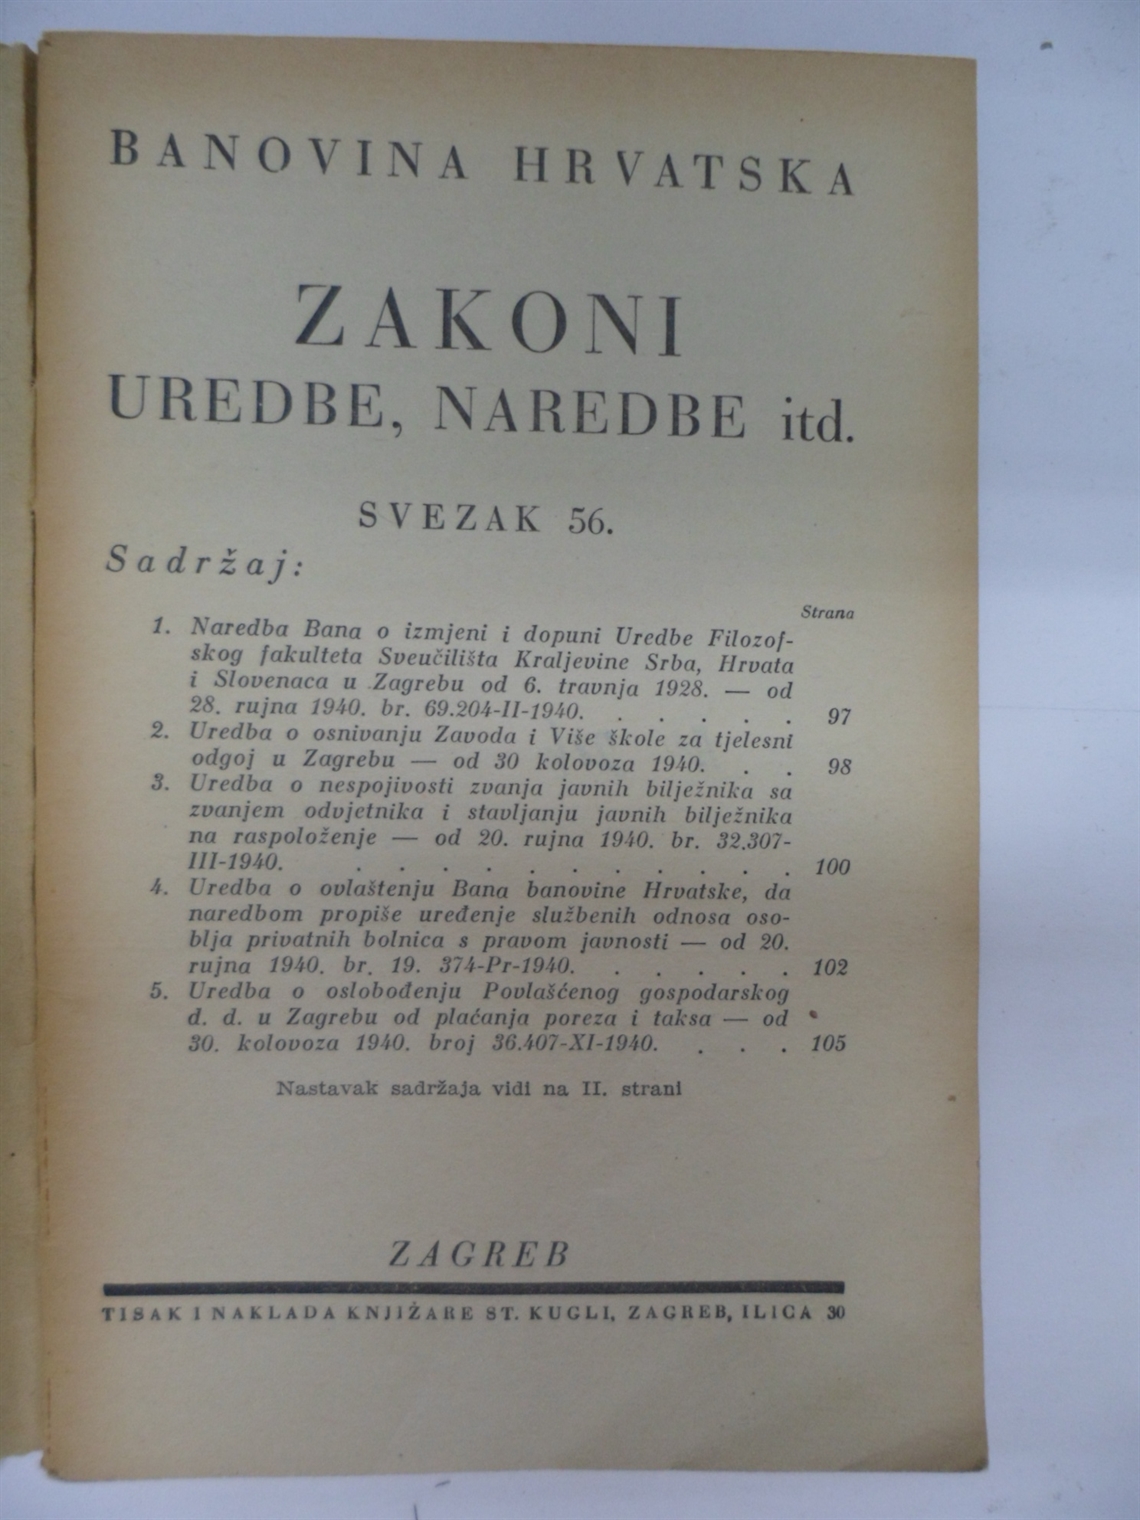 BANOVINA HRVATSKA
ZAKONI
UREDBE, NAREDBE itd.
SVEZAK 56.
Sadržaj:
Strana
1. Naredba Bana o izmjeni i dopuni Uredbe Filozof-
skog fakulteta Sveučilišta Kraljevine Srba, Hrvata
i Slovenaca u Zagrebu od 6. travnja 1928. — od
28. rujna 1940. br. 69.204-II-1940. . . . . . 97
2. Uredba o osnivanju Zavoda i Više škole za tjelesni
odgoj u Zagrebu — od 30 kolovoza 1940. . . 98
3. Uredba o nespojivosti zvanja javnih bilježnika sa
zvanjem odvjetnika i stavljanju javnih bilježnika
na raspoloženje — od 20. rujna 1940. br. 32.307-
III-1940. . . . . . . . . . . . 100
4. Uredba o ovlaštenju Bana banovine Hrvatske, da
naredbom propiše uređenje službenih odnosa oso-
blja privatnih bolnica s pravom javnosti — od 20.
rujna 1940. br. 19. 374-Pr-1940. . . . . . 102
5. Uredba o oslobođenju Povlašćenog gospodarskog
d. d. u Zagrebu od plaćanja poreza i taksa — od
30. kolovoza 1940. broj 36.407-XI-1940. . . . 105
Nastavak sadržaja vidi na II. strani
ZAGREB
TISAK I NAKLADA KNJIŽARE ST. KUGLI, ZAGREB, ILICA 30